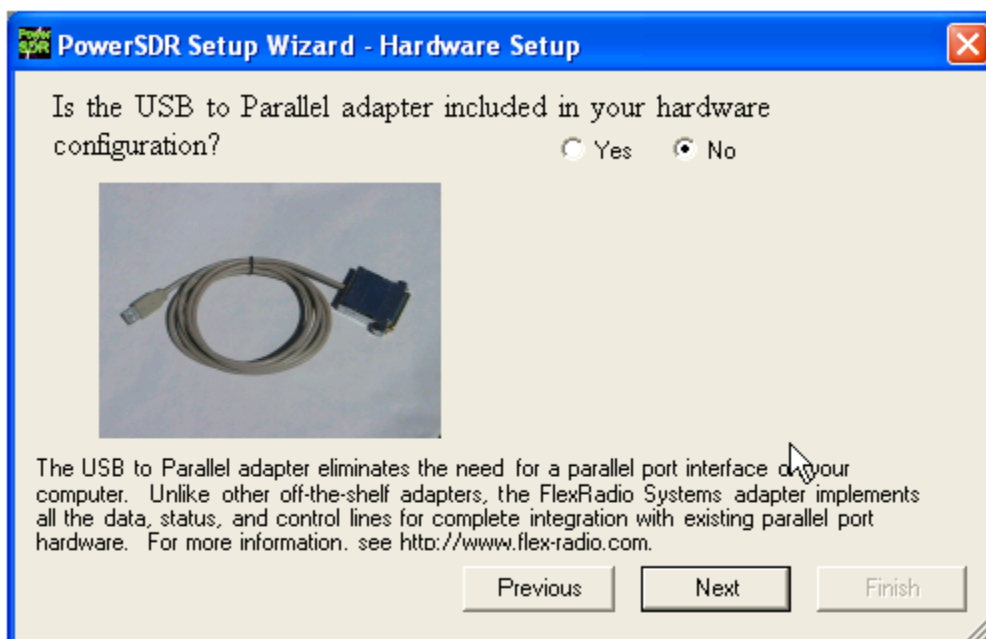 Power
SDR
PowerSDR Setup Wizard - Hardware Setup
Is the USB to Parallel adapter included in your hardware
configuration?
Yes
No
The USB to Parallel adapter eliminates the need for a parallel port interface on your
computer. Unlike other off-the-shelf adapters, the FlexRadio Systems adapter implements
all the data, status, and control lines for complete integration with existing parallel port
hardware. For more information, see http://www.flex-radio.com.
Previous
Next
Finish